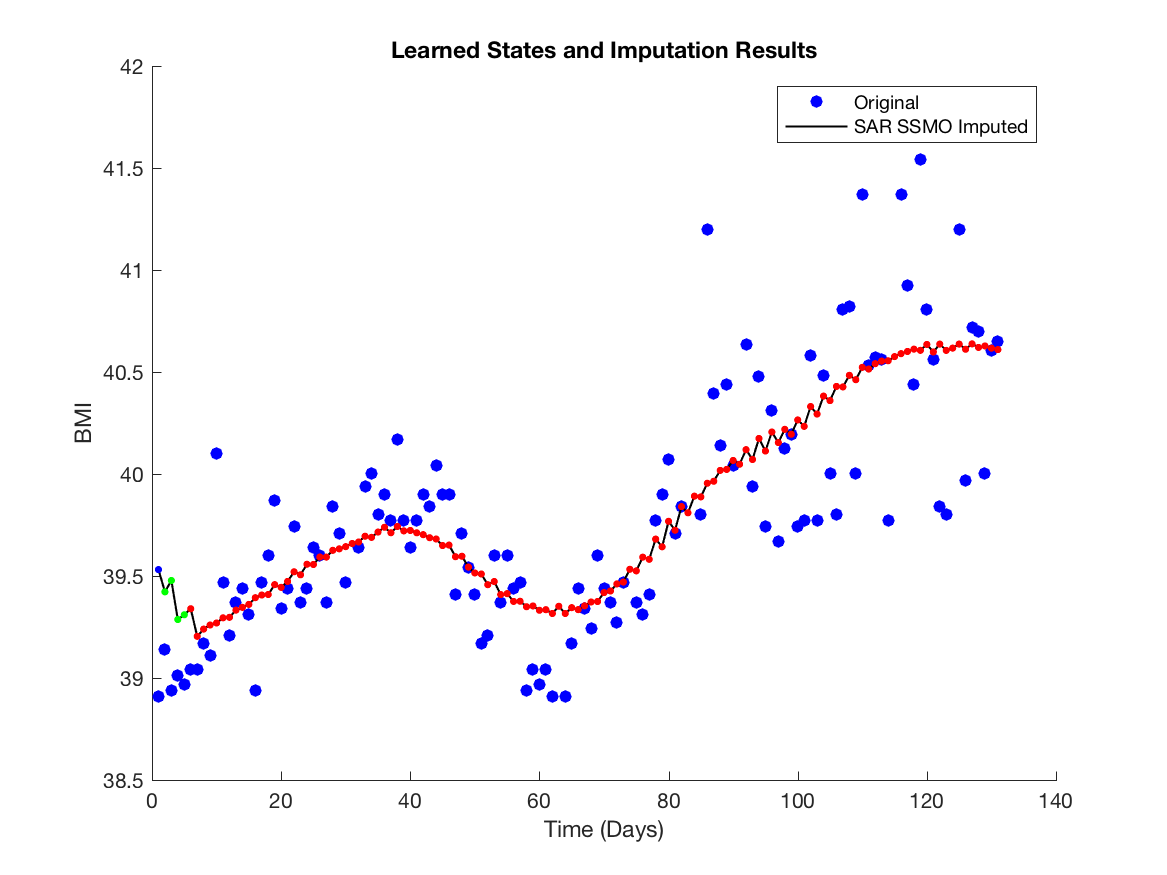 Learned States and Imputation Results
Original
SAR SSMO Imputed
42
41.5
41
40.5
40
39.5
39
38.5
BMI
0 20 40 60 80 100 120 140
Time (Days)